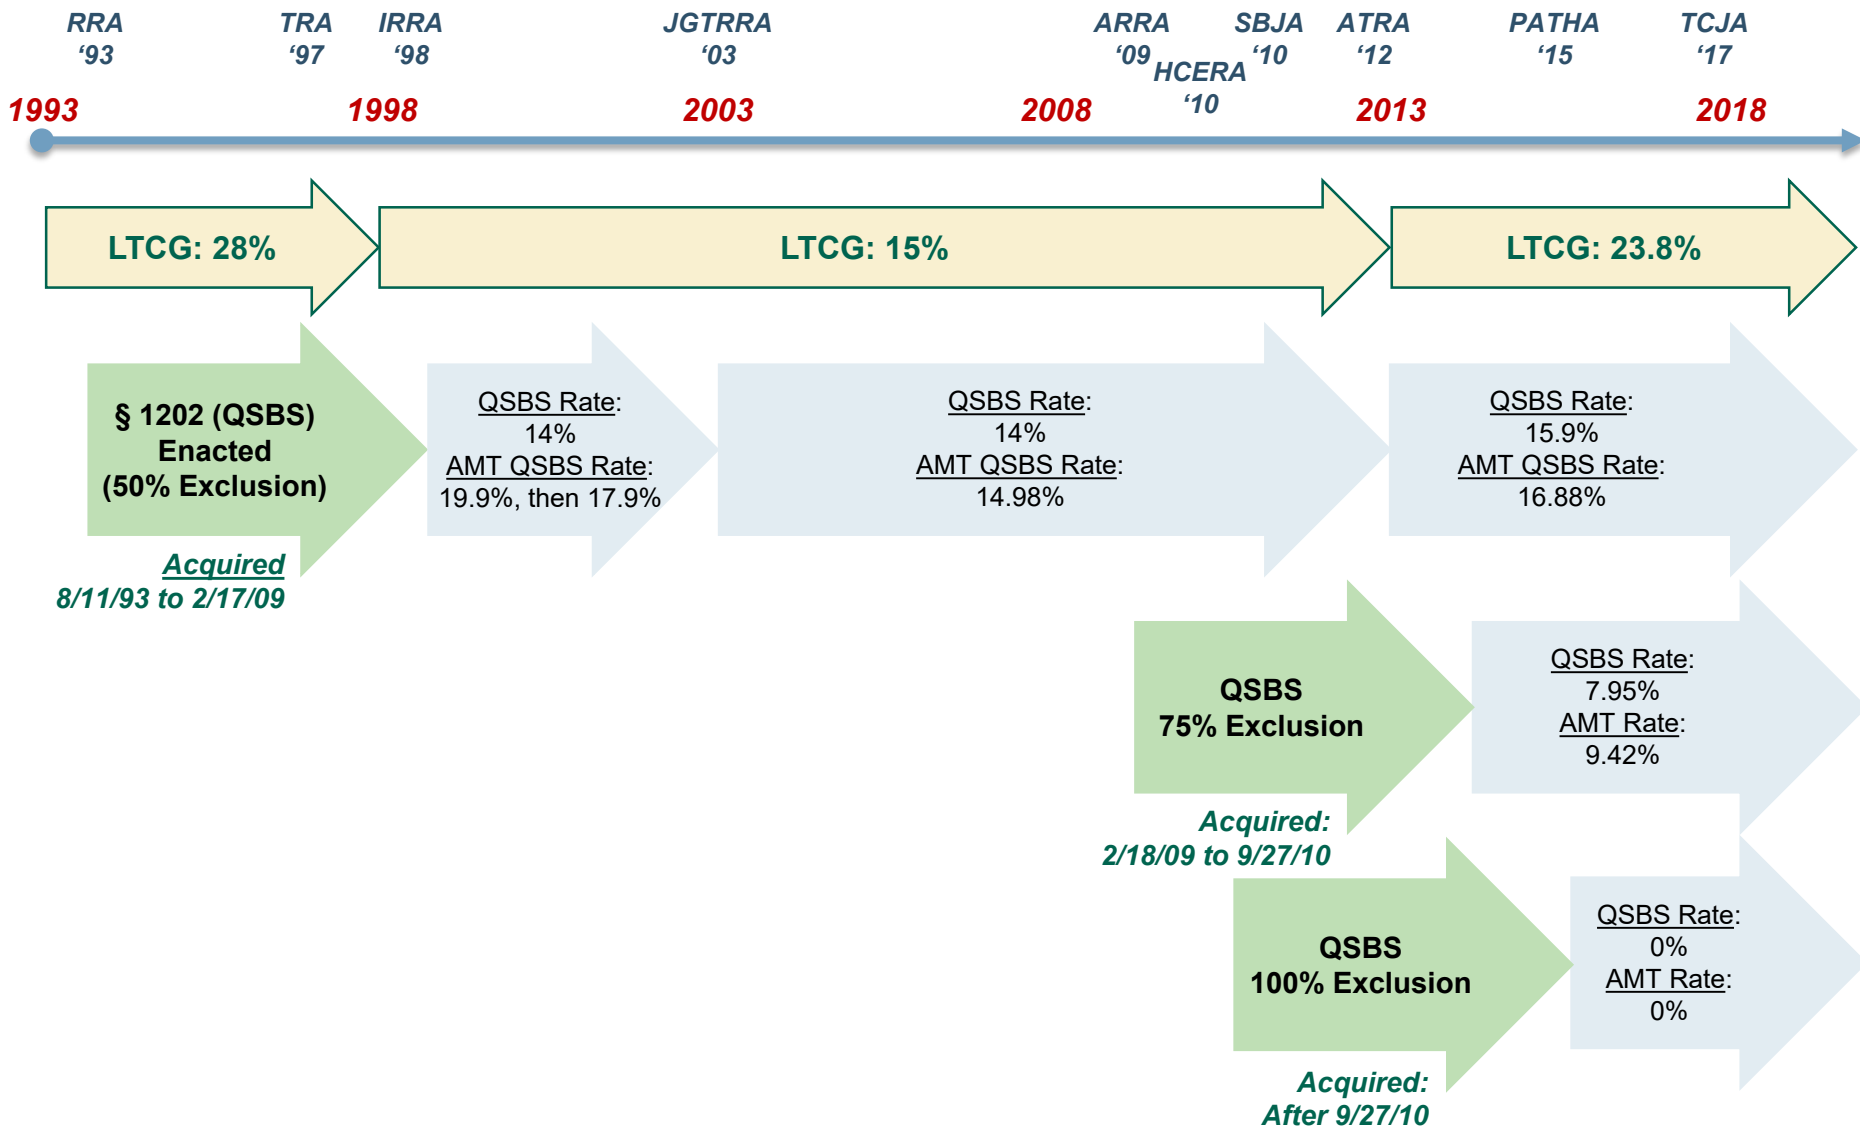 RRA
‘93
TRA
‘97
IRRA
‘98
JGTRRA
‘03
ARRA
‘09
HCERA
‘10
SBJA
‘10
ATRA
‘12
PATHA
‘15
TCJA
‘17
1993
1998
2003
2008
2013
2018
LTCG: 28%
LTCG: 15%
LTCG: 23.8%
§ 1202 (QSBS)
Enacted
(50% Exclusion)
Acquired
8/11/93 to 2/17/09
QSBS Rate:
14%
AMT QSBS Rate:
19.9%, then 17.9%
QSBS Rate:
14%
AMT QSBS Rate:
14.98%
QSBS Rate:
15.9%
AMT QSBS Rate:
16.88%
QSBS
75% Exclusion
Acquired:
2/18/09 to 9/27/10
QSBS Rate:
7.95%
AMT Rate:
9.42%
QSBS
100% Exclusion
Acquired:
After 9/27/10
QSBS Rate:
0%
AMT Rate:
0%